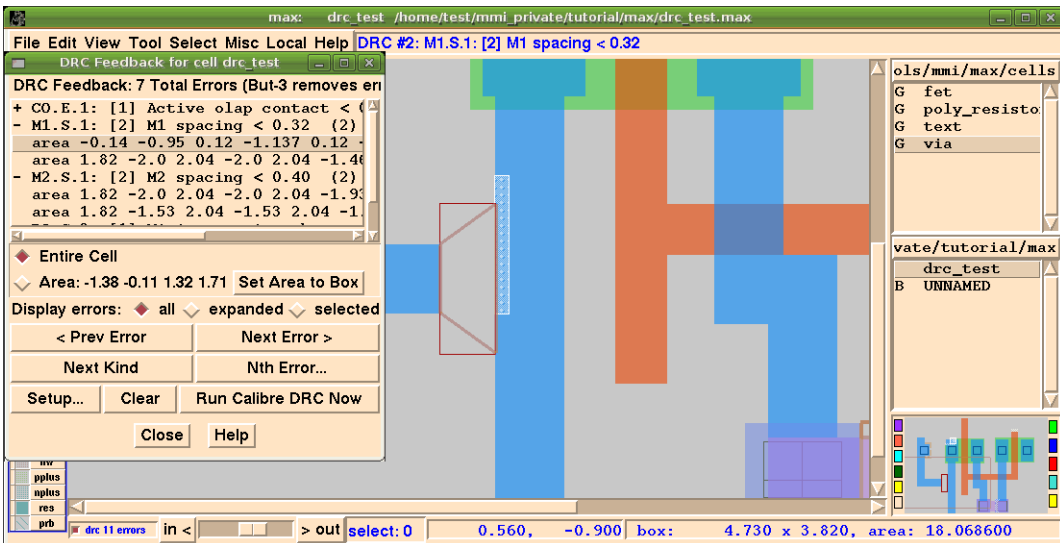 max: drc_test /home/test/mmi_private/tutorial/max/drc_test.max
File Edit View Tool Select Misc Local Help DRC #2: M1.S.1: [2] M1 spacing < 0.32
DRC Feedback for cell drc_test
DRC Feedback: 7 Total Errors (But-3 removes err
+ CO.E.1: [1] Active olap contact <
- M1.S.1: [2] M1 spacing < 0.32 {2}
area -0.14 -0.95 0.12 -1.137 0.12 -
area 1.82 -2.0 2.04 -2.0 2.04 -1.46
- M2.S.1: [2] M2 spacing < 0.40 {2}
area 1.82 -2.0 2.04 -2.0 2.04 -1.93
area 1.82 -1.53 2.04 -1.53 2.04 -1.
Entire Cell
Area: -1.38 -0.11 1.32 1.71 Set Area to Box
Display errors: all expanded selected
< Prev Error Next Error >
Next Kind Nth Error...
Setup... Clear Run Calibre DRC Now
Close Help
pplus
nplus
res
prb
ols/mmi/max/cells
G fet
G poly_resisto
G text
G via
vate/tutorial/max
drc_test
B UNNAMED
drc 11 errors in < > out select: 0 0.560, -0.900 box: 4.730 x 3.820, area: 18.068600